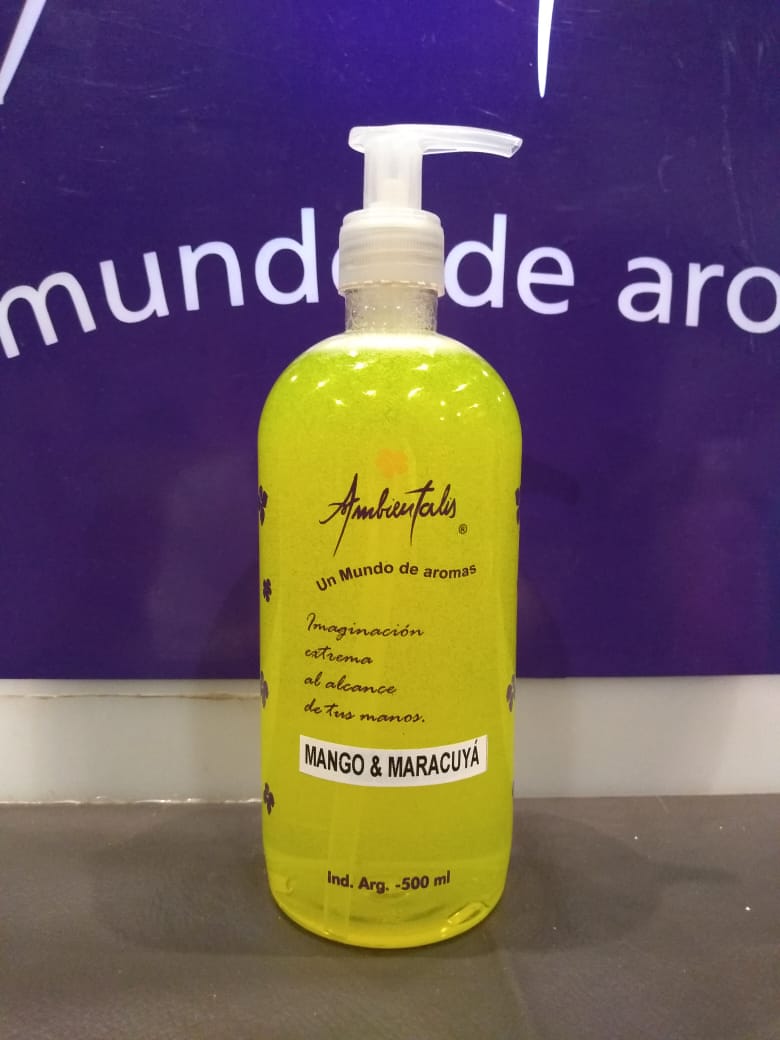 mundo de aro
Ambientalis
®
Un Mundo de aromas
Imaginación
extrema
al alcance
de tus manos.
MANGO & MARACUYÁ
Ind. Arg. -500 ml